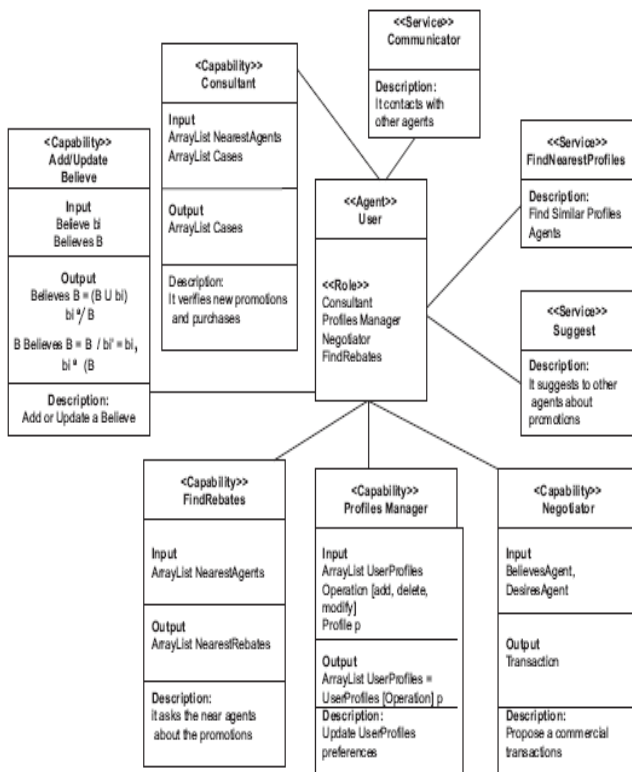 <<Service>>
Communicator
Description:
It contacts with
other agents
<Capability>>
Consultant
Input
ArrayList NearestAgents
ArrayList Cases
Output
ArrayList Cases
Description:
It verifies new promotions
and purchases
<Capability>>
Add/Update
Believe
Input
Believe bi
Believes B
Output
Believes B = (B U bi)
bi ª/ B
B Believes B = B / bi' = bi,
bi ª (B
Description:
Add or Update a Believe
<<Agent>>
User
<<Role>>
Consultant
Profiles Manager
Negotiator
FindRebates
<<Service>>
FindNearestProfiles
Description:
Find Similar Profiles
Agents
<<Service>>
Suggest
Description:
It suggests to other
agents about
promotions
<Capability>>
FindRebates
Input
ArrayList NearestAgents
Output
ArrayList NearestRebates
Description:
it asks the near agents
about the promotions
<Capability>>
Profiles Manager
Input
ArrayList UserProfiles
Operation [add, delete,
modify]
Profile p
Output
ArrayList UserProfiles =
UserProfiles [Operation] p
Description:
Update UserProfiles
preferences
<Capability>>
Negotiator
Input
BelievesAgent,
DesiresAgent
Output
Transaction
Description:
Propose a commercial
transactions